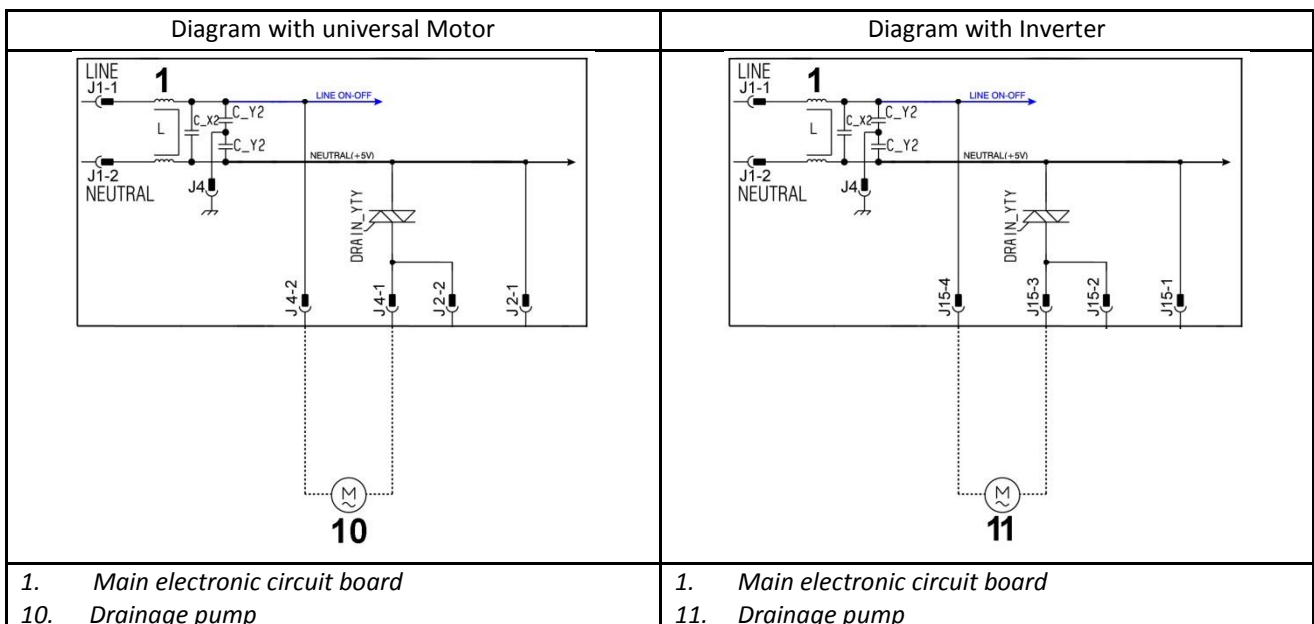 Diagram with universal Motor
LINE
J1-1
1
LINE ON-OFF
L
C_X2
C_Y2
C_Y2
NEUTRAL(+5V)
J1-2
NEUTRAL
J4
DRAIN_YTY
J4-2
J4-1
J2-2
J2-1
M
10
1. Main electronic circuit board
10. Drainage pump
Diagram with Inverter
LINE
J1-1
1
LINE ON-OFF
L
C_X2
C_Y2
C_Y2
NEUTRAL(+5V)
J1-2
NEUTRAL
J4
DRAIN_YTY
J15-4
J15-3
J15-2
J15-1
M
11
1. Main electronic circuit board
11. Drainage pump